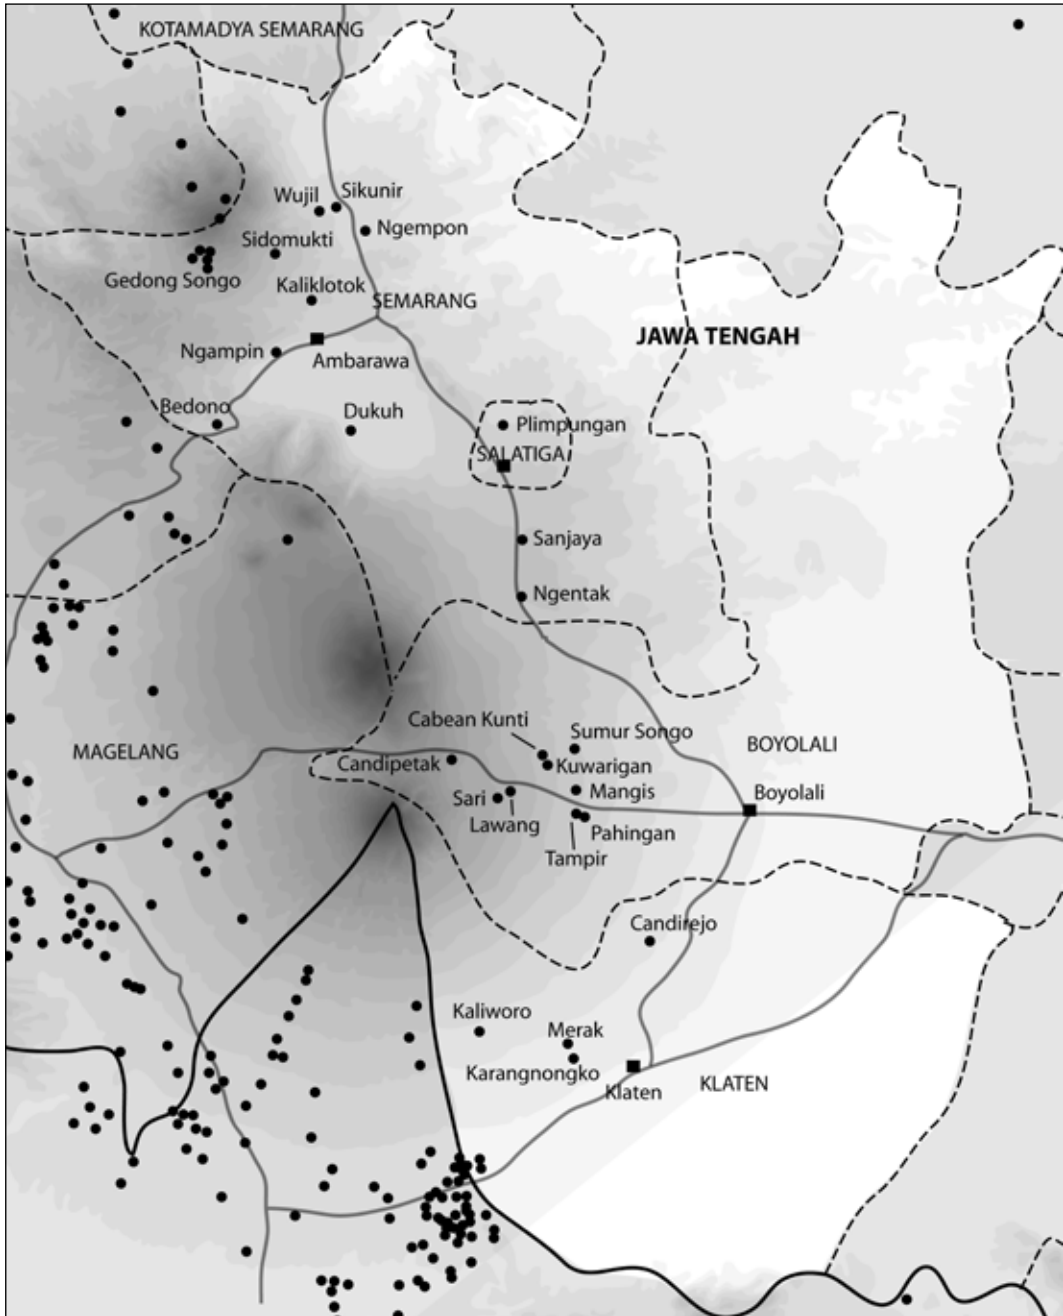 KOTAMADYA SEMARANG
Wujil
Sikunir
Ngempon
Sidomukti
Gedong Songo
Kaliklotok
SEMARANG
JAWA TENGAH
Ngampin
Ambarawa
Bedono
Dukuh
Plimpungan
SALATIGA
Sanjaya
Ngentak
Cabean Kunti
Sumur Songo
BOYOLALI
MAGELANG
Candipetak
Kuwarigan
Sari
Mangis
Boyolali
Lawang
Pahingan
Tampir
Candirejo
Kaliworo
Merak
Karangnongko
Klaten
KLATEN